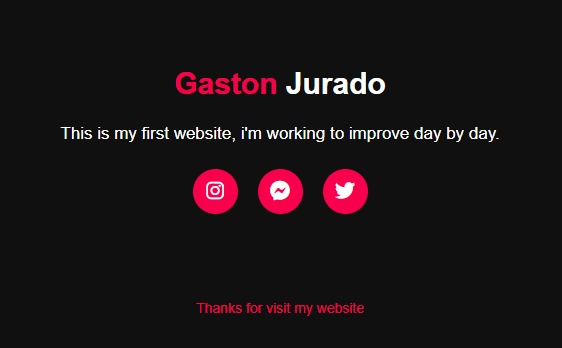 Gaston Jurado
This is my first website, i'm working to improve day by day.
Thanks for visit my website